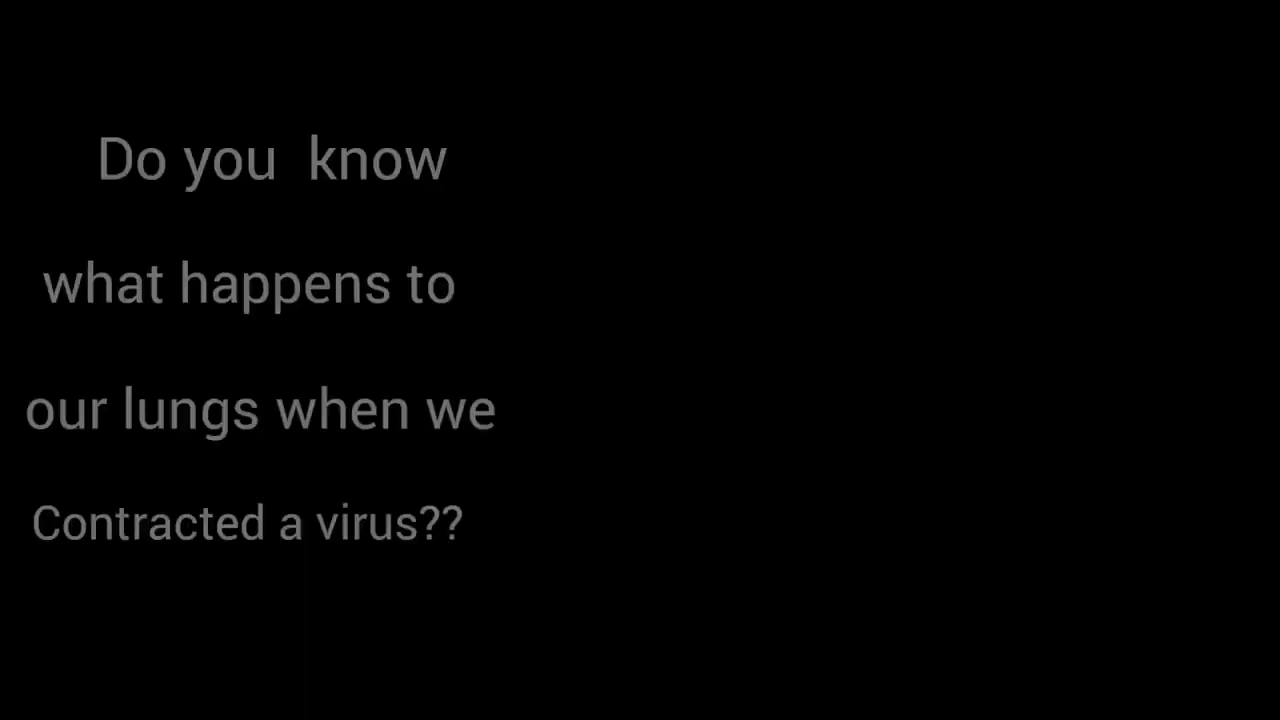 Do you  know
what happens to
our lungs when we
Contracted a virus??